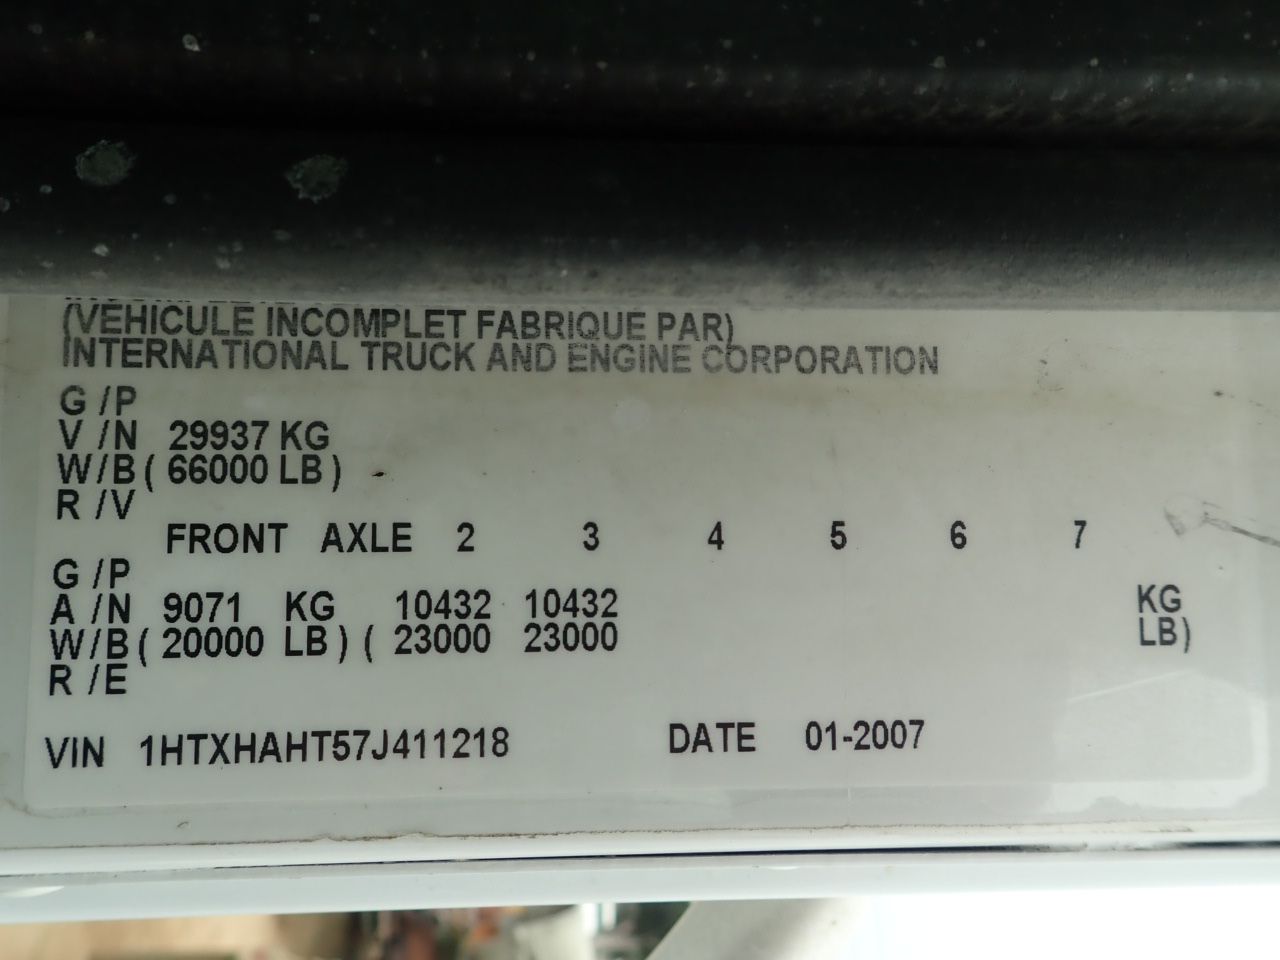 (VEHICULE INCOMPLET FABRIQUE PAR)
INTERNATIONAL TRUCK AND ENGINE CORPORATION
G /P
V /N 29937 KG
W/B ( 66000 LB )
R /V
FRONT AXLE 2 3 4 5 6 7
G /P
A /N 9071 KG 10432 10432 KG
W/B ( 20000 LB ) ( 23000 23000 LB)
R /E
VIN 1HTXHAHT57J411218 DATE 01-2007